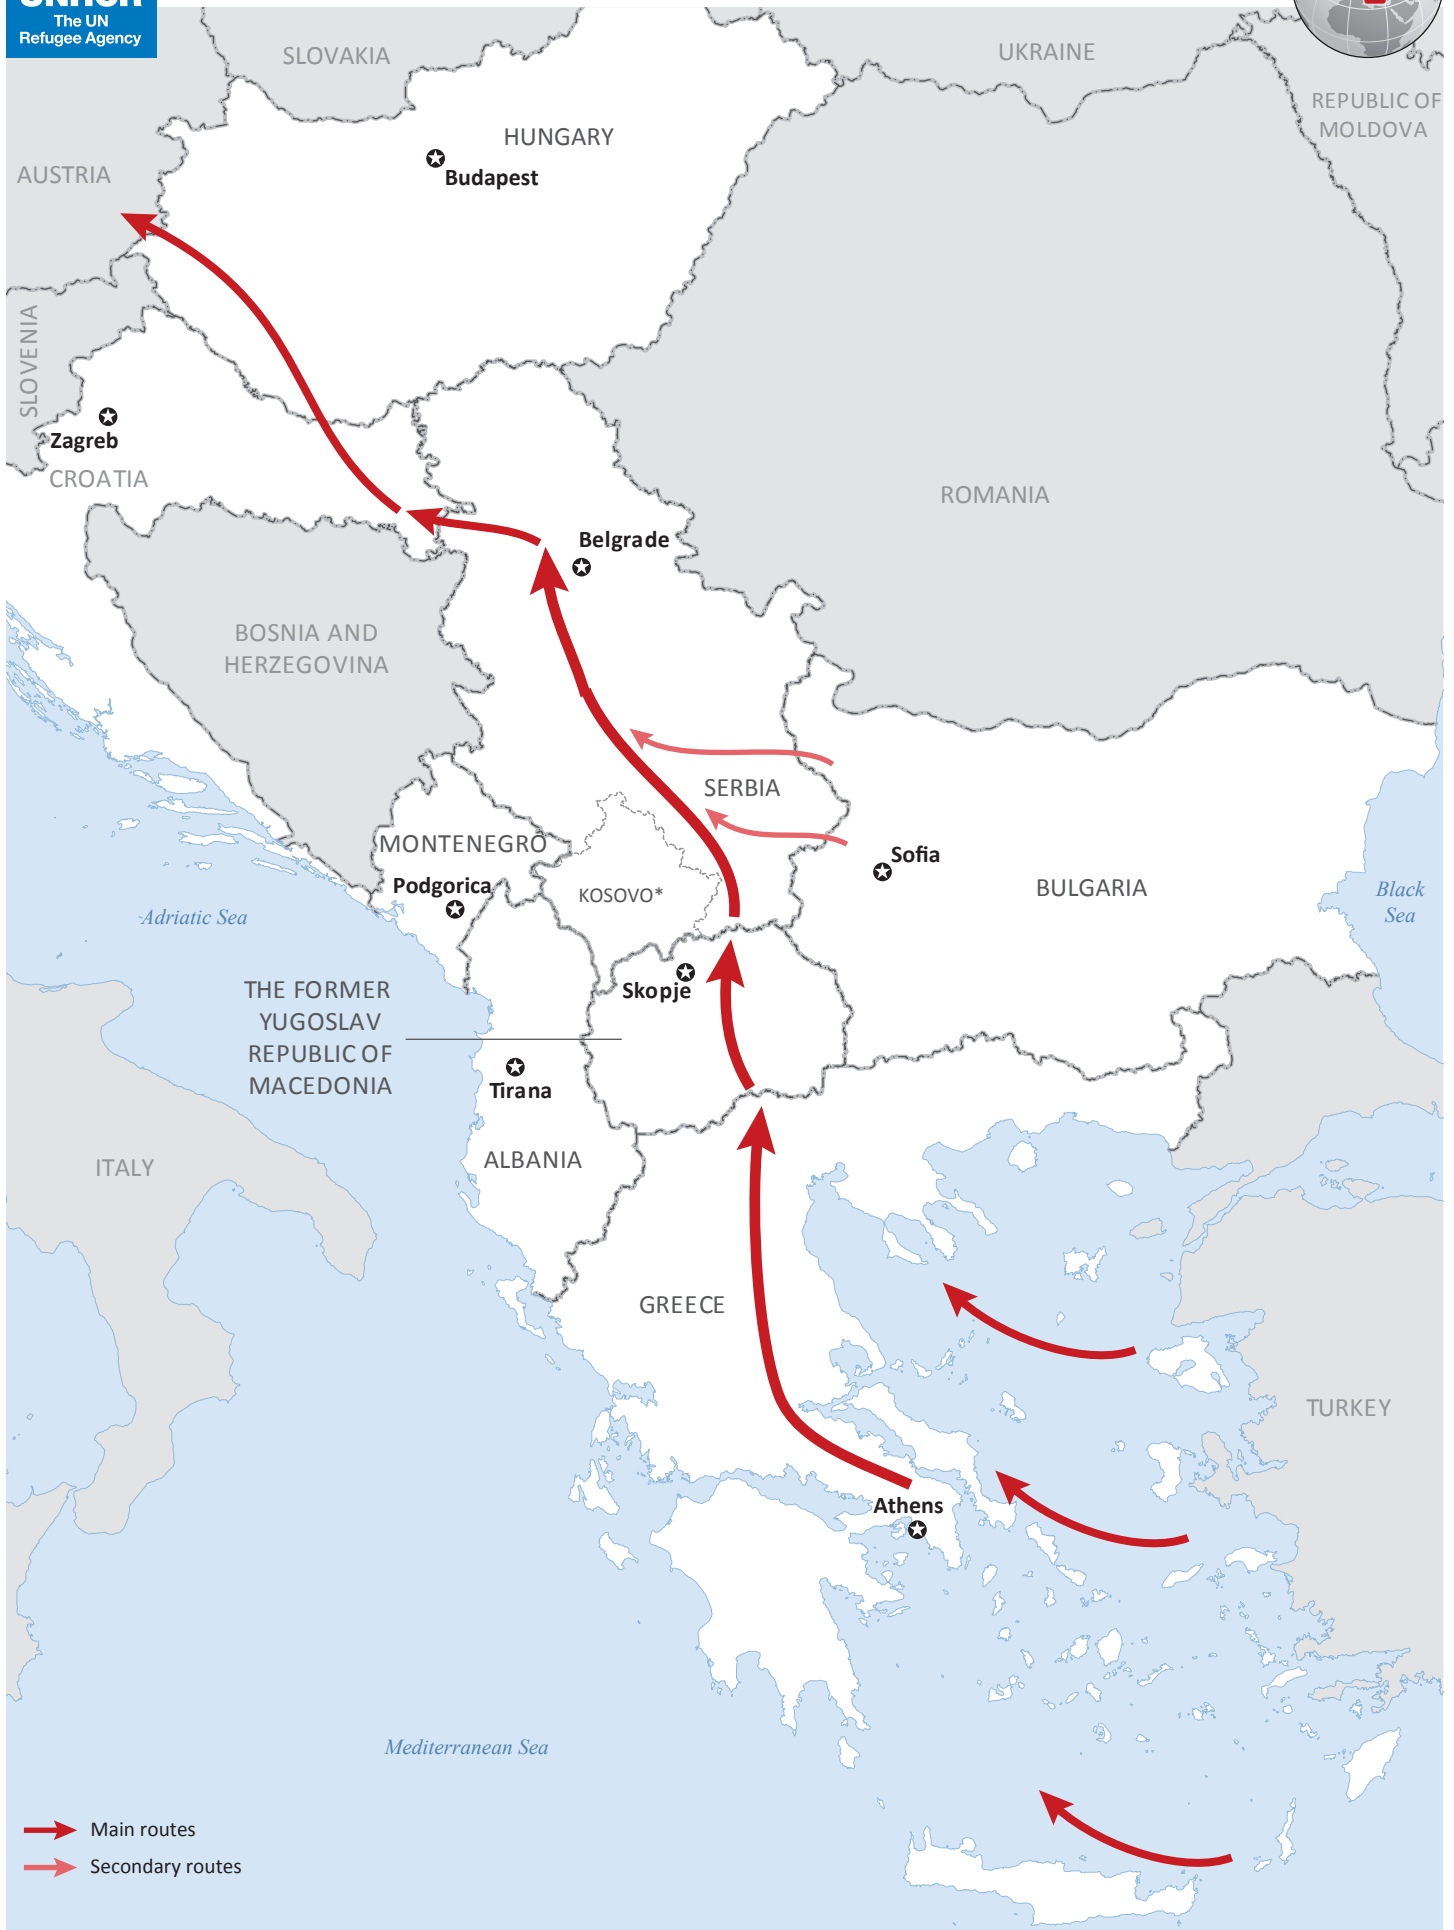 The UN
Refugee Agency
SLOVAKIA
UKRAINE
REPUBLIC OF
MOLDOVA
HUNGARY
Budapest
AUSTRIA
SLOVENIA
Zagreb
CROATIA
ROMANIA
Belgrade
BOSNIA AND
HERZEGOVINA
SERBIA
MONTENEGRO
Podgorica
KOSOVO*
Sofia
BULGARIA
Black
Sea
Adriatic Sea
Skopje
THE FORMER
YUGOSLAV
REPUBLIC OF
MACEDONIA
Tirana
ALBANIA
ITALY
GREECE
TURKEY
Athens
Mediterranean Sea
Main routes
Secondary routes